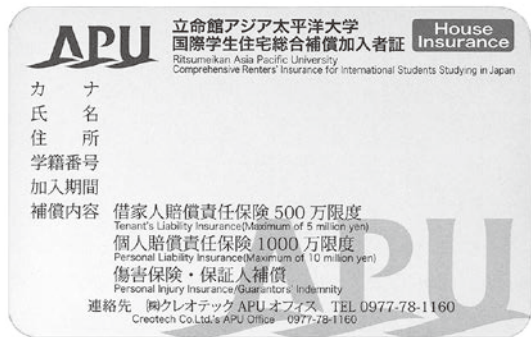 APU
立命館アジア太平洋大学
国際学生住宅総合補償加入者証
House Insurance
Ritsumeikan Asia Pacific University
Comprehensive Renters' Insurance for International Students Studying in Japan
カナ
氏名
住所
学籍番号
加入期間
補償内容 借家人賠償責任保険 500 万限度
Tenant's Liability Insurance(Maximum of 5 million yen)
個人賠償責任保険 1000 万限度
Personal Liability Insurance(Maximum of 10 million yen)
傷害保険・保証人補償
Personal Injury Insurance/Guarantors' Indemnity
連絡先 ㈱クレオテック APU オフィス TEL 0977-78-1160
Creotech Co.Ltd.'s APU Office 0977-78-1160
APU